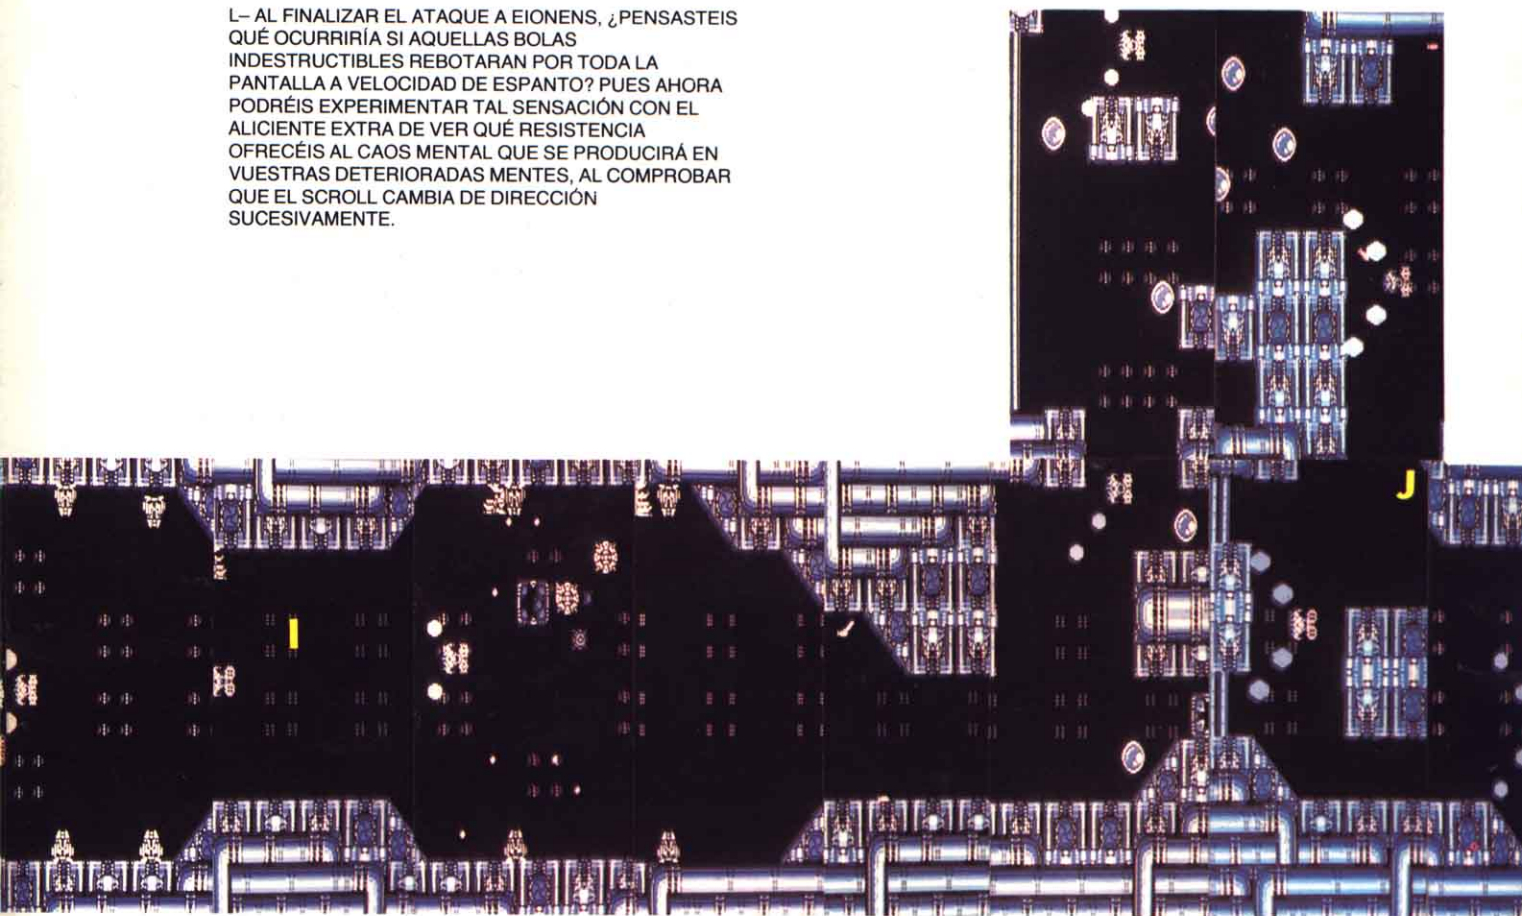 L– AL FINALIZAR EL ATAQUE A EIONENS, ¿PENSASTEIS
QUÉ OCURRIRÍA SI AQUELLAS BOLAS
INDESTRUCTIBLES REBOTARAN POR TODA LA
PANTALLA A VELOCIDAD DE ESPANTO? PUES AHORA
PODRÉIS EXPERIMENTAR TAL SENSACIÓN CON EL
ALICIENTE EXTRA DE VER QUÉ RESISTENCIA
OFRECÉIS AL CAOS MENTAL QUE SE PRODUCIRÁ EN
VUESTRAS DETERIORADAS MENTES, AL COMPROBAR
QUE EL SCROLL CAMBIA DE DIRECCIÓN
SUCESIVAMENTE.
J
I